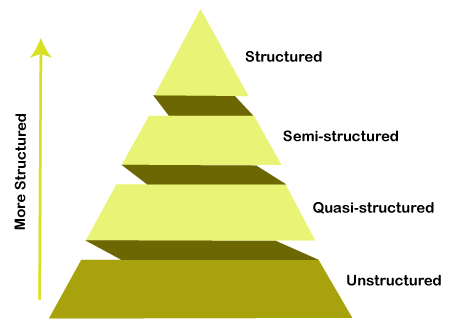 Structured
Semi-structured
Quasi-structured
Unstructured
More Structured